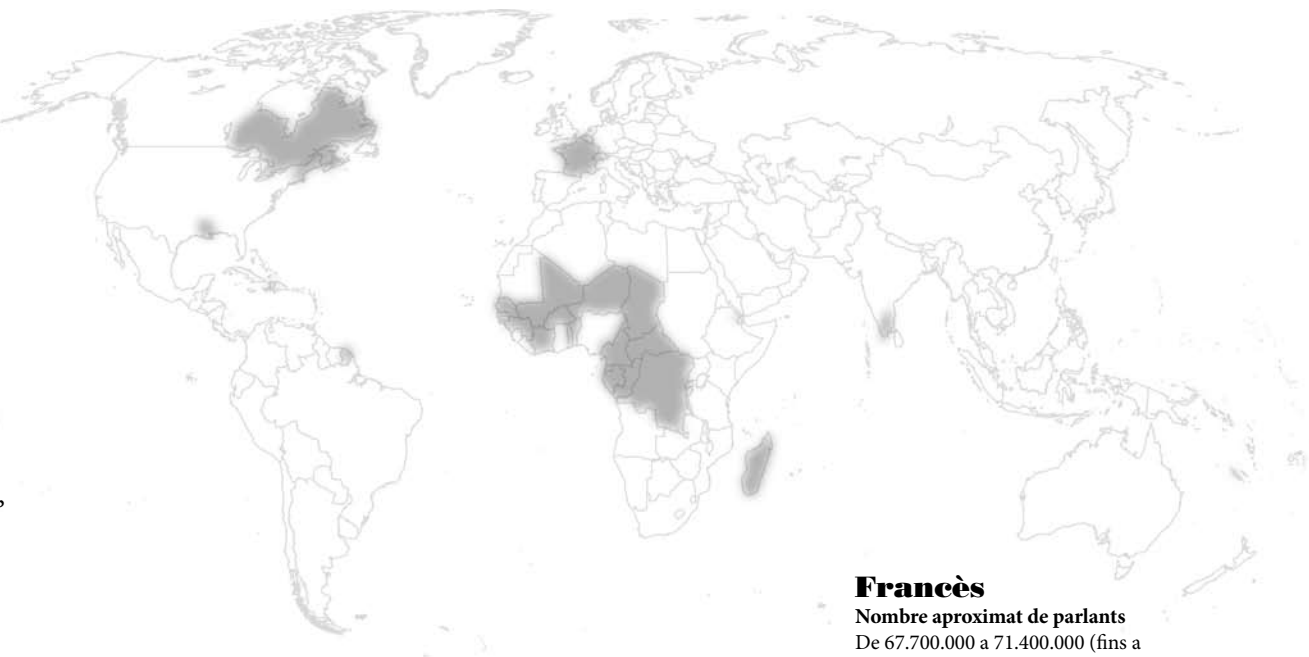 Francès
Nombre aproximat de parlants
De 67.700.000 a 71.400.000 (fins a